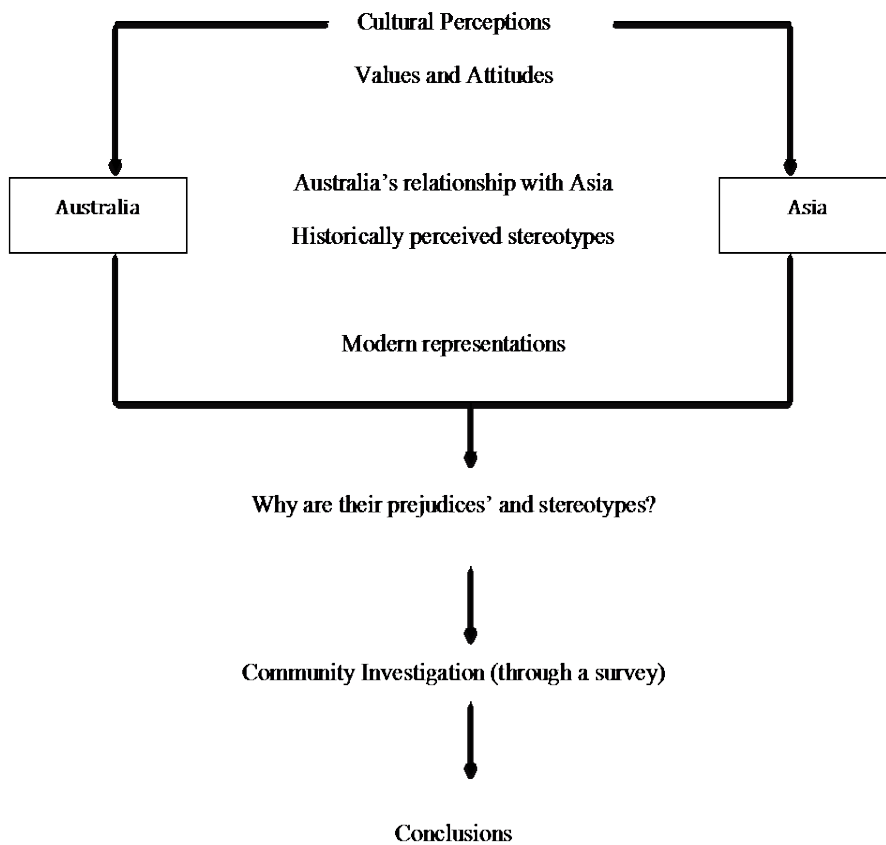 Cultural Perceptions
Values and Attitudes
Australia
Australia's relationship with Asia
Asia
Historically perceived stereotypes
Modern representations
Why are their prejudices' and stereotypes?
Community Investigation (through a survey)
Conclusions